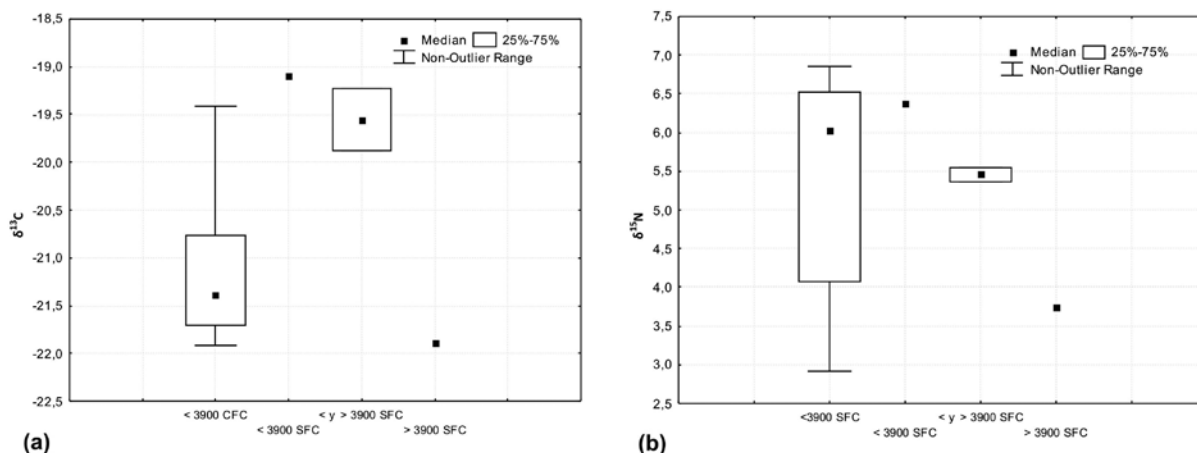 -18,5
-19,0
-19,5
-20,0
-20,5
-21,0
-21,5
-22,0
-22,5
δ¹³C
Median 25%-75%
Non-Outlier Range
< 3900 CFC < y > 3900 SFC
< 3900 SFC > 3900 SFC
(a)
7,5
7,0
6,5
6,0
5,5
5,0
4,5
4,0
3,5
3,0
2,5
δ¹⁵N
Median 25%-75%
Non-Outlier Range
<3900 SFC < y > 3900 SFC
< 3900 SFC > 3900 SFC
(b)